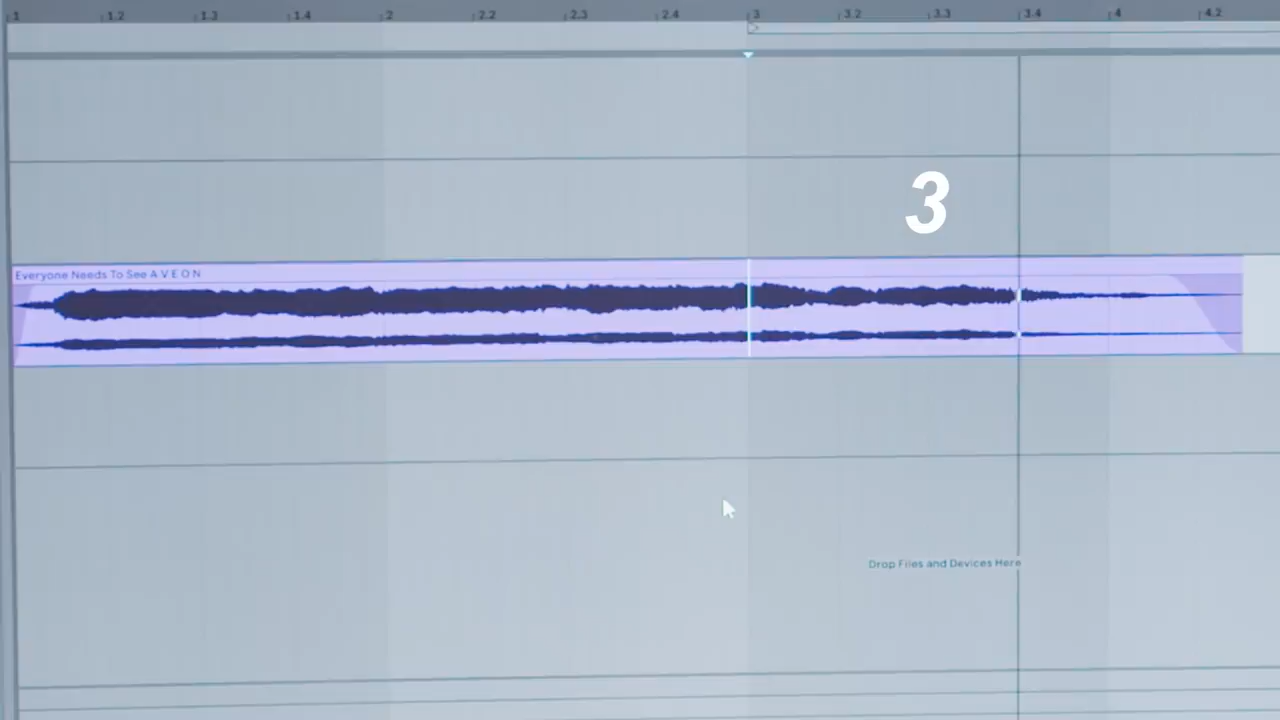 1 1.2 1.3 1.4 2 2.2 2.3 2.4 3 3.2 3.3 3.4 4 4.2
3
Everyone Needs To See A V E O N
Drop Files and Devices Here